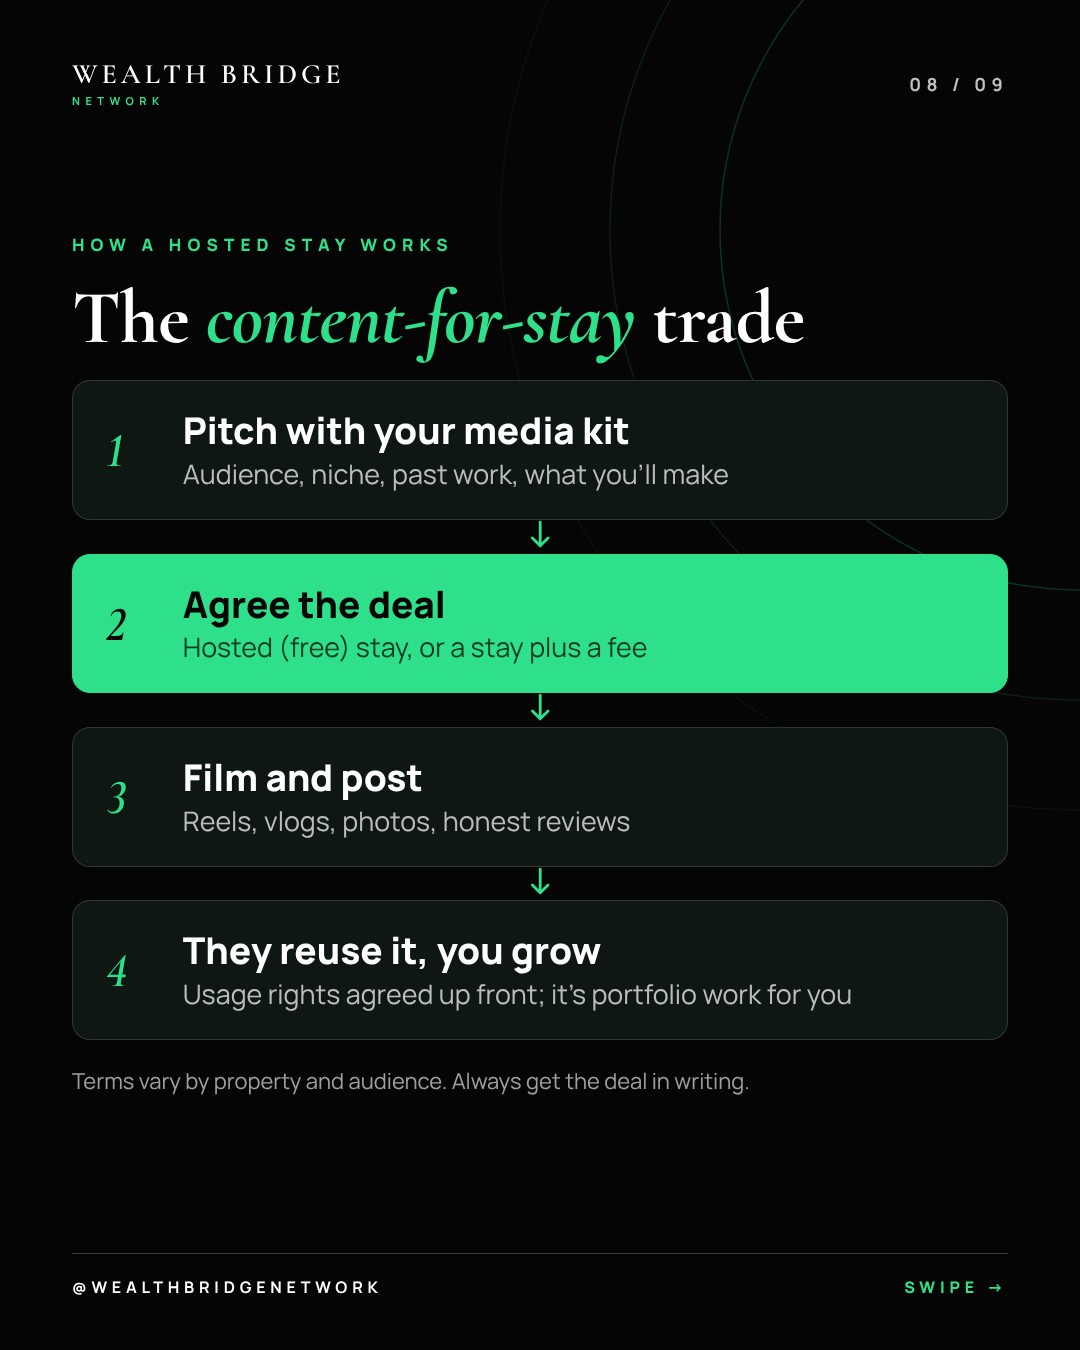 WEALTH BRIDGE
NETWORK
08 / 09
HOW A HOSTED STAY WORKS
The content-for-stay trade
1
Pitch with your media kit
Audience, niche, past work, what you’ll make
↓
2
Agree the deal
Hosted (free) stay, or a stay plus a fee
↓
3
Film and post
Reels, vlogs, photos, honest reviews
↓
4
They reuse it, you grow
Usage rights agreed up front; it’s portfolio work for you
Terms vary by property and audience. Always get the deal in writing.
@WEALTHBRIDGENETWORK
SWIPE →